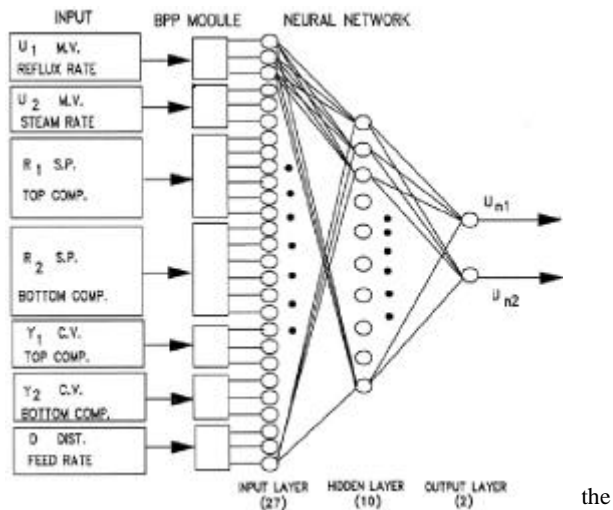 INPUT BPP MODULE NEURAL NETWORK
U1 M.V.
REFLUX RATE
U2 M.V.
STEAM RATE
R1 S.P.
TOP COMP.
R2 S.P.
BOTTOM COMP.
Y1 C.V.
TOP COMP.
Y2 C.V.
BOTTOM COMP.
D DIST.
FEED RATE
Un1
Un2
INPUT LAYER
(27)
HIDDEN LAYER
(10)
OUTPUT LAYER
(2)
the